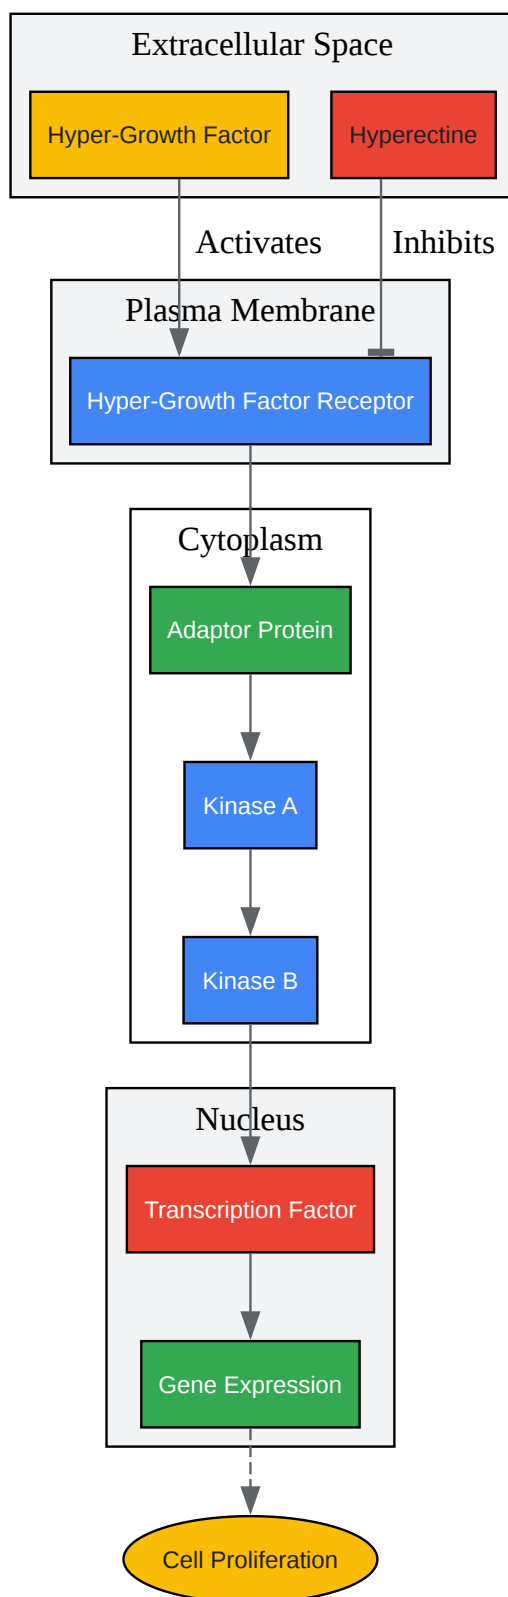 Extracellular Space
Hyper-Growth Factor
Hyperectine
Activates
Inhibits
Plasma Membrane
Hyper-Growth Factor Receptor
Cytoplasm
Adaptor Protein
Kinase A
Kinase B
Nucleus
Transcription Factor
Gene Expression
Cell Proliferation